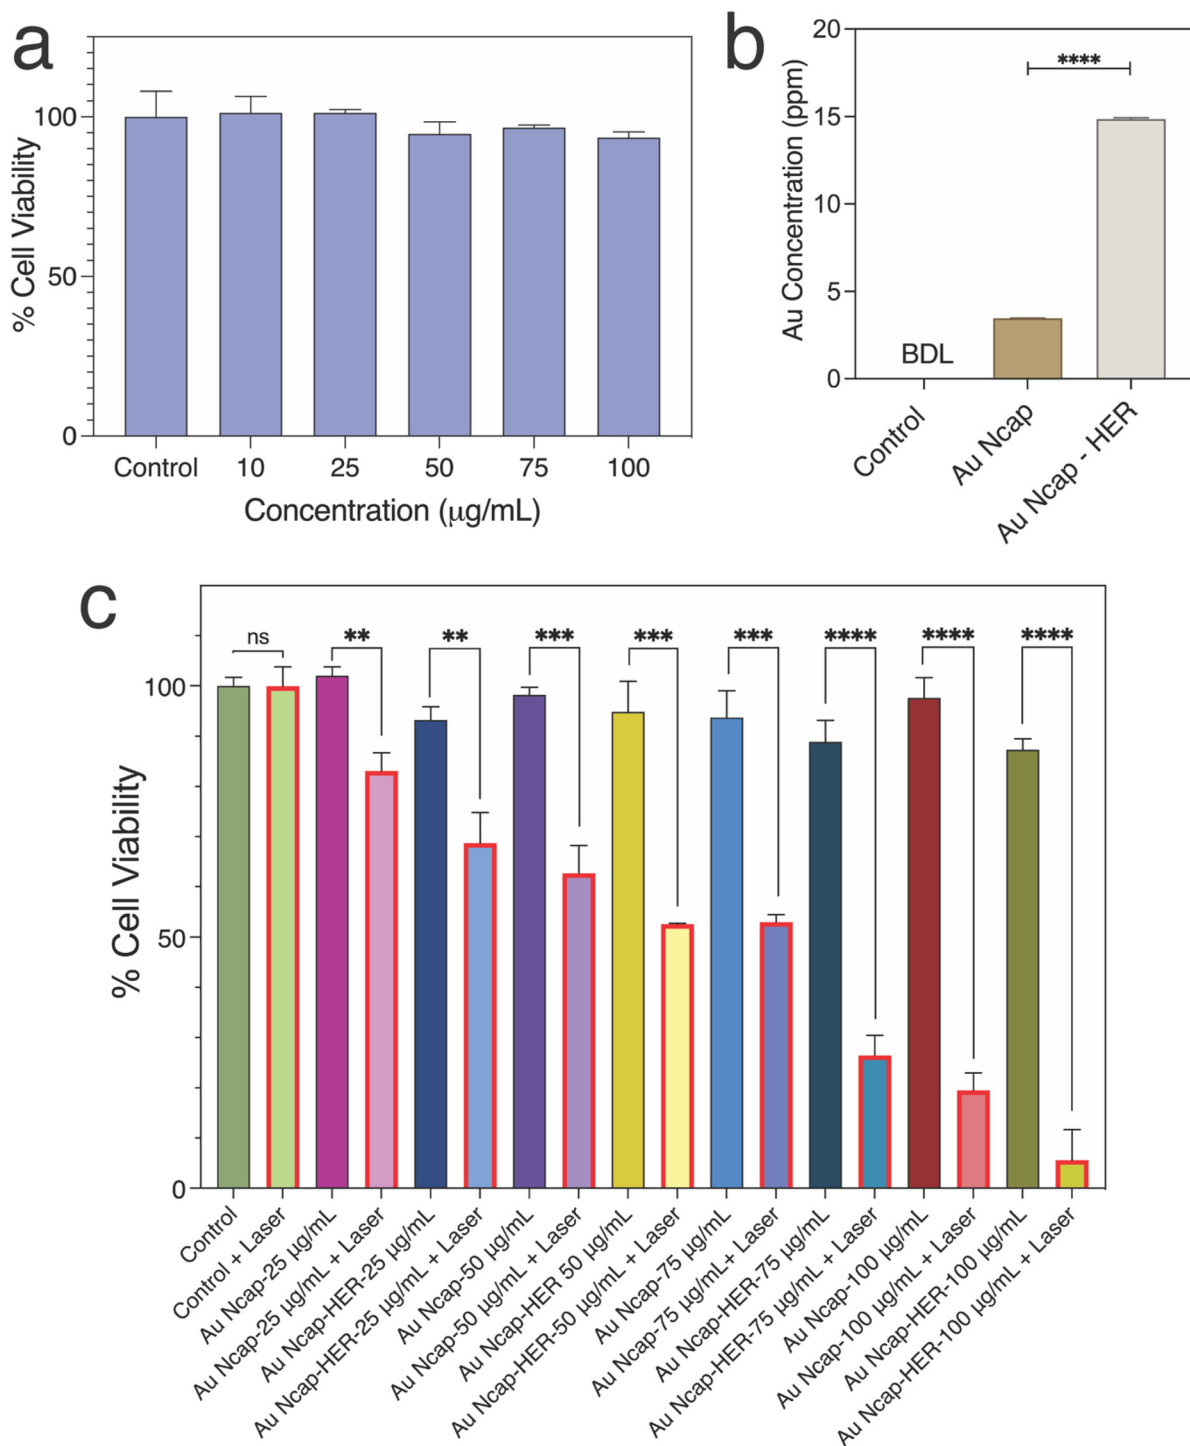 a
% Cell Viability
100
50
0
Control 10 25 50 75 100
Concentration (μg/mL)
b
Au Concentration (ppm)
20
15
10
5
0
****
BDL
Control
Au Ncap
Au Ncap - HER
c
% Cell Viability
100
50
0
ns ** ** *** *** *** **** **** ****
Control
Control + Laser
Au Ncap-25 μg/mL
Au Ncap-25 μg/mL + Laser
Au Ncap-HER-25 μg/mL
Au Ncap-HER-25 μg/mL + Laser
Au Ncap-50 μg/mL
Au Ncap-50 μg/mL + Laser
Au Ncap-HER 50 μg/mL
Au Ncap-HER-50 μg/mL + Laser
Au Ncap-75 μg/mL
Au Ncap-75 μg/mL+ Laser
Au Ncap-HER-75 μg/mL
Au Ncap-HER-75 μg/mL + Laser
Au Ncap-100 μg/mL
Au Ncap-100 μg/mL + Laser
Au Ncap-HER-100 μg/mL
Au Ncap-HER-100 μg/mL + Laser